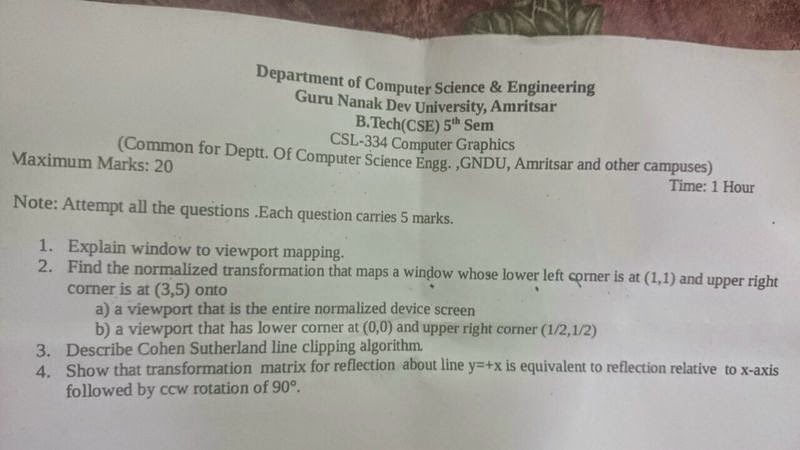 Department of Computer Science & Engineering
Guru Nanak Dev University, Amritsar
B.Tech(CSE) 5th Sem
CSL-334 Computer Graphics
(Common for Deptt. Of Computer Science Engg. ,GNDU, Amritsar and other campuses)
Maximum Marks: 20
Time: 1 Hour
Note: Attempt all the questions .Each question carries 5 marks.
1. Explain window to viewport mapping.
2. Find the normalized transformation that maps a window whose lower left corner is at (1,1) and upper right
corner is at (3,5) onto
a) a viewport that is the entire normalized device screen
b) a viewport that has lower corner at (0,0) and upper right corner (1/2,1/2)
3. Describe Cohen Sutherland line clipping algorithm.
4. Show that transformation matrix for reflection about line y=+x is equivalent to reflection relative to x-axis
followed by ccw rotation of 90°.